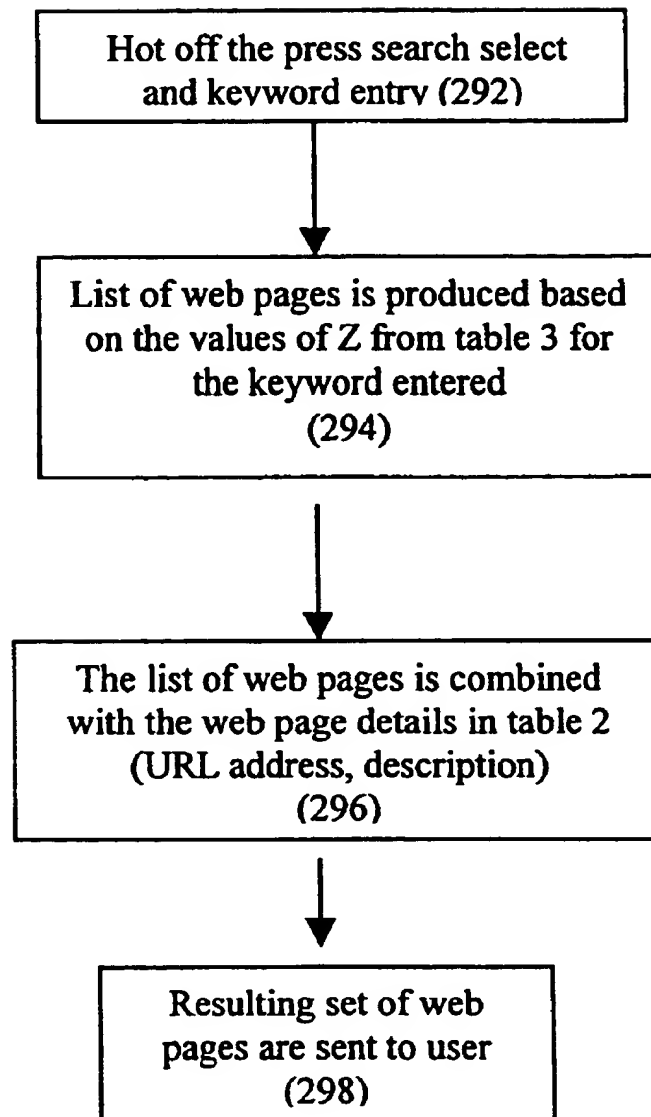 Hot off the press search select
and keyword entry (292)
List of web pages is produced based
on the values of Z from table 3 for
the keyword entered
(294)
The list of web pages is combined
with the web page details in table 2
(URL address, description)
(296)
Resulting set of web
pages are sent to user
(298)